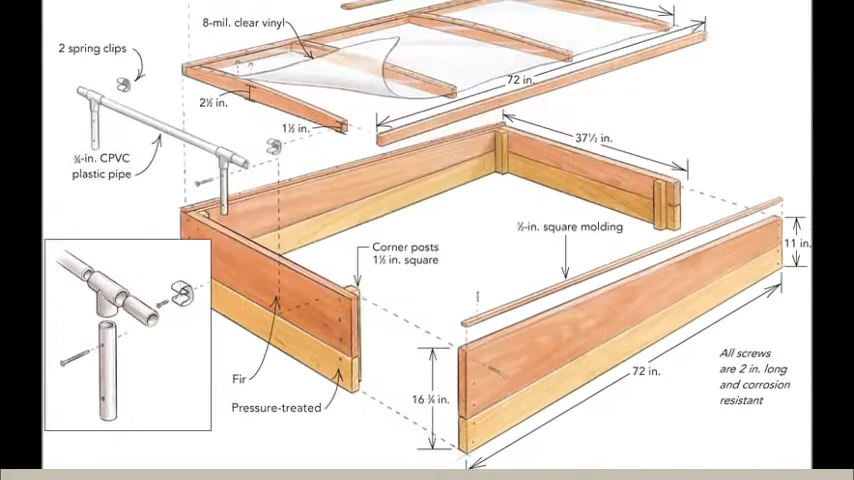 8-mil. clear vinyl
2 spring clips
72 in.
2½ in.
1½ in.
37½ in.
¾-in. CPVC
plastic pipe
½-in. square molding
Corner posts
1½ in. square
11 in.
All screws
are 2 in. long
and corrosion
resistant
72 in.
Fir
16¼ in.
Pressure-treated